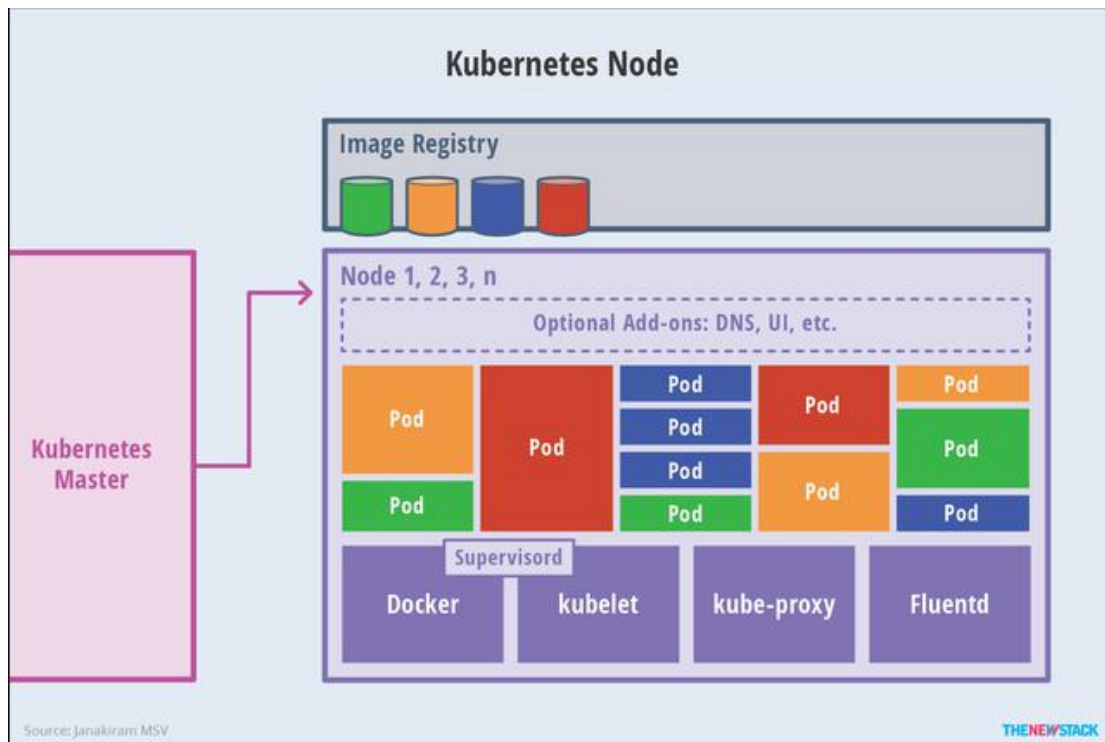 Kubernetes Node
Image Registry
Node 1, 2, 3, n
Optional Add-ons: DNS, UI, etc.
Kubernetes
Master
Pod
Pod
Pod
Pod
Pod
Pod
Pod
Pod
Pod
Pod
Pod
Pod
Supervisord
Docker
kubelet
kube-proxy
Fluentd
Source: Janakiram MSV
THENEWSTACK